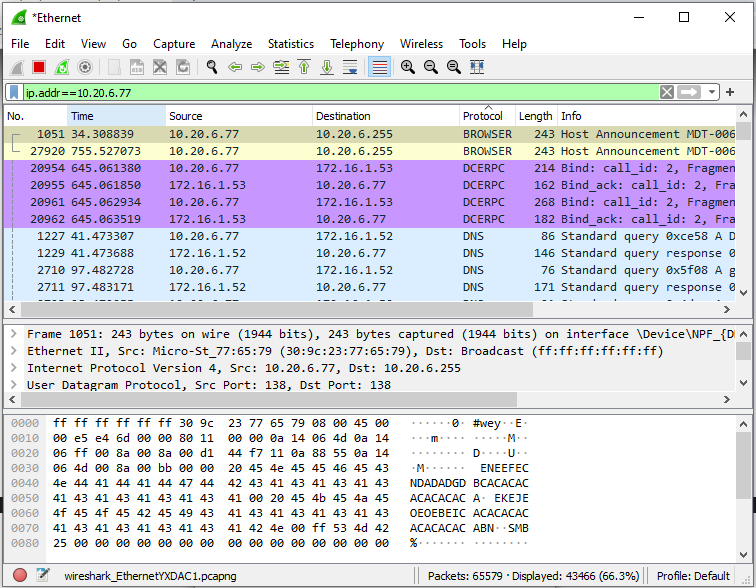 *Ethernet
File Edit View Go Capture Analyze Statistics Telephony Wireless Tools Help
ip.addr==10.20.6.77
No. Time Source Destination Protocol Length Info
1051 34.308839 10.20.6.77 10.20.6.255 BROWSER 243 Host Announcement MDT-006
27920 755.527073 10.20.6.77 10.20.6.255 BROWSER 243 Host Announcement MDT-006
20954 645.061380 10.20.6.77 172.16.1.53 DCERPC 214 Bind: call_id: 2, Fragmen
20955 645.061850 172.16.1.53 10.20.6.77 DCERPC 162 Bind_ack: call_id: 2, Fra
20961 645.062934 10.20.6.77 172.16.1.53 DCERPC 268 Bind: call_id: 2, Fragmen
20962 645.063519 172.16.1.53 10.20.6.77 DCERPC 182 Bind_ack: call_id: 2, Fra
1227 41.473307 10.20.6.77 172.16.1.52 DNS 86 Standard query 0xce58 A D
1229 41.473688 172.16.1.52 10.20.6.77 DNS 146 Standard query response 0
2710 97.482728 10.20.6.77 172.16.1.52 DNS 76 Standard query 0x5f08 A g
2711 97.483171 172.16.1.52 10.20.6.77 DNS 171 Standard query response 0
Frame 1051: 243 bytes on wire (1944 bits), 243 bytes captured (1944 bits) on interface \Device\NPF_{D
Ethernet II, Src: Micro-St_77:65:79 (30:9c:23:77:65:79), Dst: Broadcast (ff:ff:ff:ff:ff:ff)
Internet Protocol Version 4, Src: 10.20.6.77, Dst: 10.20.6.255
User Datagram Protocol, Src Port: 138, Dst Port: 138
0000 ff ff ff ff ff ff 30 9c 23 77 65 79 08 00 45 00 ······0· #wey··E·
0010 00 e5 e4 6d 00 00 80 11 00 00 0a 14 06 4d 0a 14 ···m···· ·····M··
0020 06 ff 00 8a 00 8a 00 d1 44 f7 11 0a 88 55 0a 14 ········ D····U··
0030 06 4d 00 8a 00 bb 00 00 20 45 4e 45 45 46 45 43 ·M······ ENEEFEC
0040 4e 44 41 44 41 44 47 44 42 43 41 43 41 43 41 43 NDADADGD BCACACAC
0050 41 43 41 43 41 43 41 43 41 00 20 45 4b 45 4a 45 ACACACAC A· EKEJE
0060 4f 45 4f 45 42 45 49 43 41 43 41 43 41 43 41 43 OEOEBEIC ACACACAC
0070 41 43 41 43 41 43 41 43 41 42 4e 00 ff 53 4d 42 ACACACAC ABN··SMB
0080 25 00 00 00 00 00 00 00 00 00 00 00 00 00 00 00 %······· ········
wireshark_EthernetYXDAC1.pcapng Packets: 65579 · Displayed: 43466 (66.3%) Profile: Default